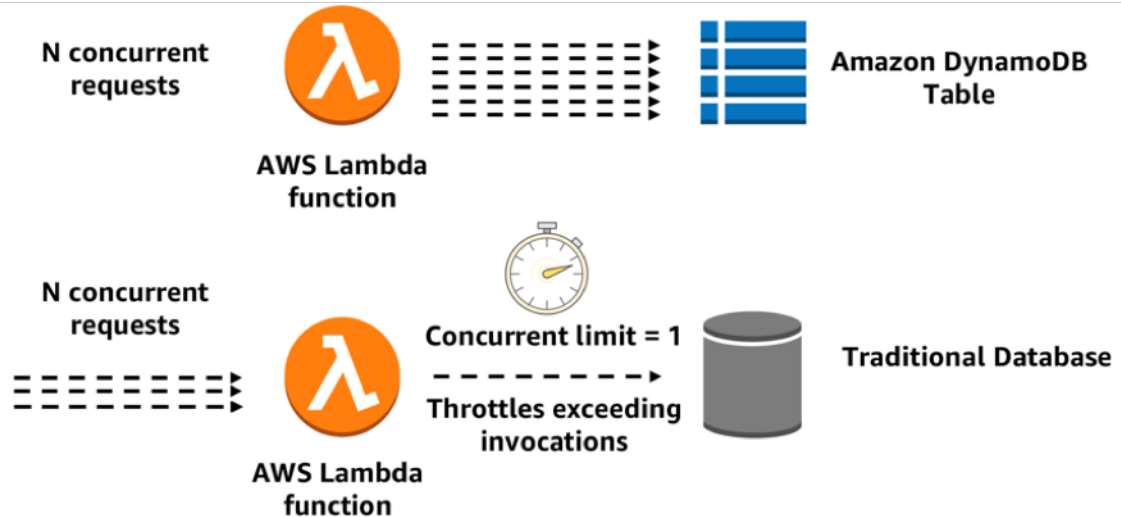 N concurrent
requests
AWS Lambda
function
Amazon DynamoDB
Table
N concurrent
requests
AWS Lambda
function
Concurrent limit = 1
Throttles exceeding
invocations
Traditional Database